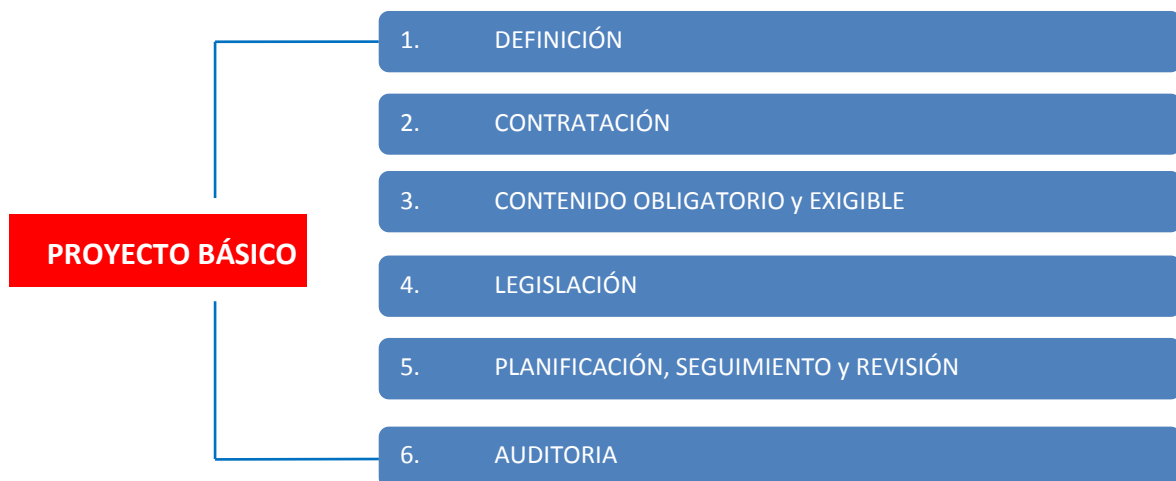 1. DEFINICIÓN
2. CONTRATACIÓN
3. CONTENIDO OBLIGATORIO y EXIGIBLE
PROYECTO BÁSICO
4. LEGISLACIÓN
5. PLANIFICACIÓN, SEGUIMIENTO y REVISIÓN
6. AUDITORIA